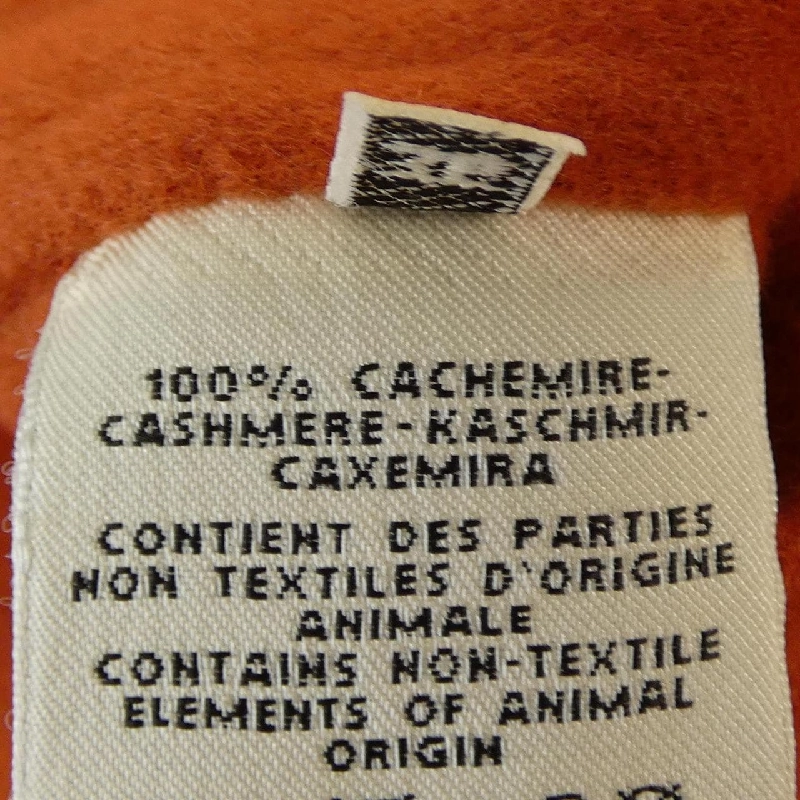 100% CACHEMIRE-
CASHMERE-KASCHMIR-
CAXEMIRA
CONTIENT DES PARTIES
NON TEXTILES D'ORIGINE
ANIMALE
CONTAINS NON-TEXTILE
ELEMENTS OF ANIMAL
ORIGIN